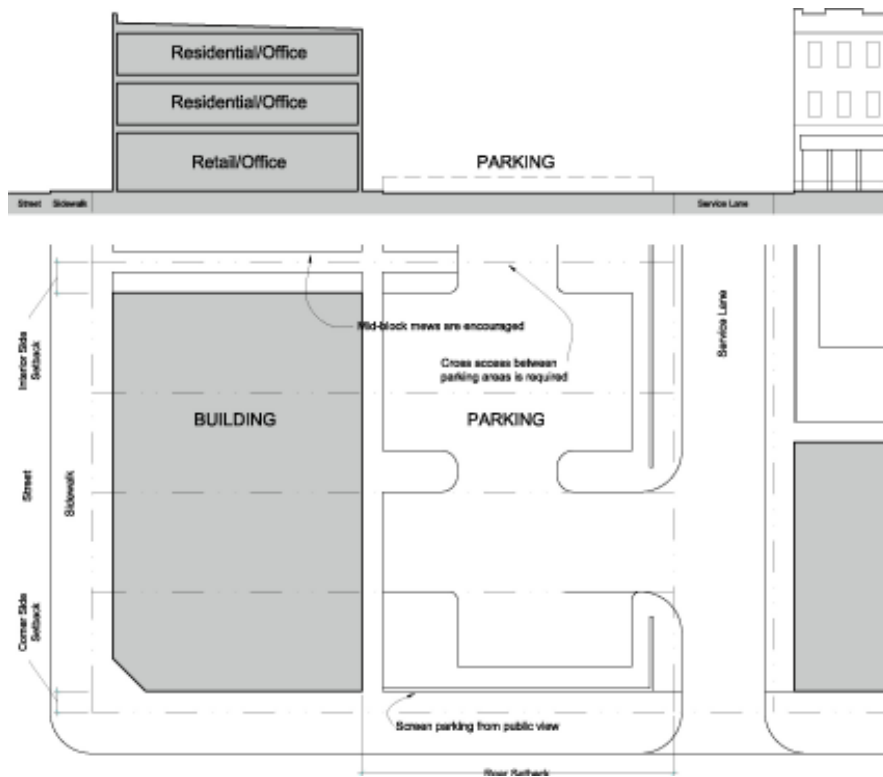 Residential/Office
Residential/Office
Retail/Office
PARKING
Street
Sidewalk
Service Lane
Interior Side
Setback
Mid-block mews are encouraged
Cross access between
parking areas is required
Service Lane
BUILDING
PARKING
Street
Sidewalk
Corner Side
Setback
Screen parking from public view
Rear Setback